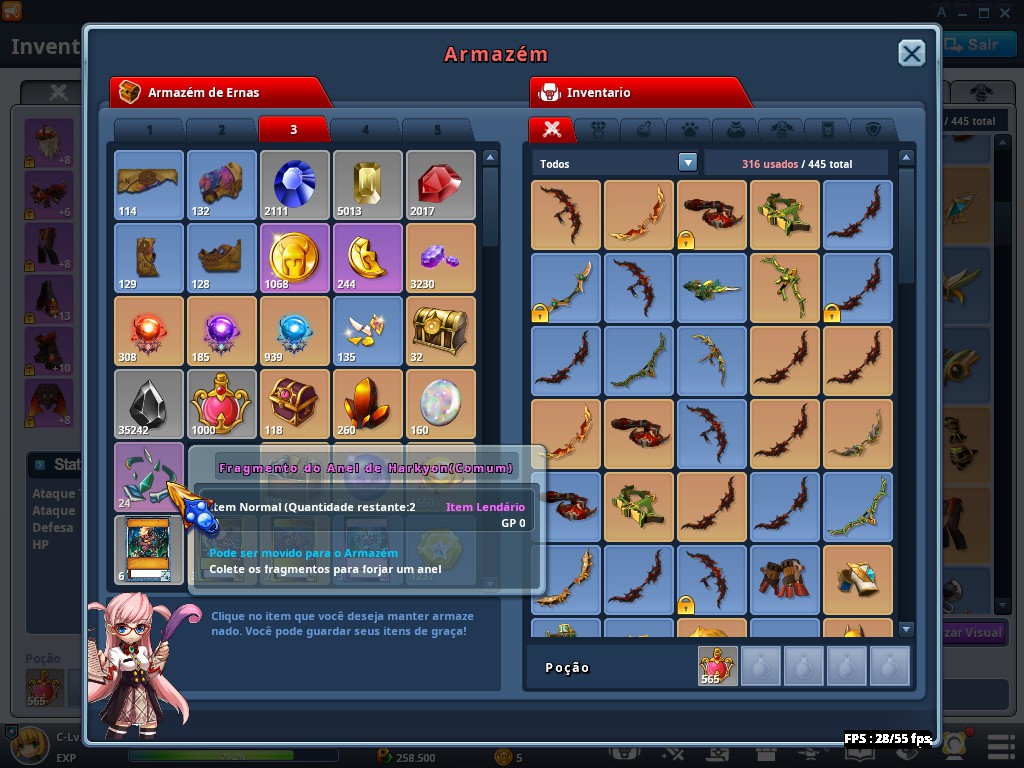 A
Invent
Sair
Armazém
Armazém de Ernas
Inventario
1 2 3 4 5
/ 445 total
Todos
316 usados / 445 total
114 132 2111 5013 2017
129 128 1068 244 3230
308 185 939 135 32
35242 1000 118 260 160
24
6
+8
+6
+8
+13
+10
+8
Fragmento do Anel de Harkyon(Comum)
Item Normal (Quantidade restante:2
Item Lendário
GP 0
Pode ser movido para o Armazém
Colete os fragmentos para forjar um anel
Clique no item que você deseja manter armaze
nado. Você pode guardar seus itens de graça!
Stat
Ataque
Ataque
Defesa
HP
Poção
565
Poção
565
zar Visual
C-Lv.
EXP
258.500
5
FPS : 28/55 fps